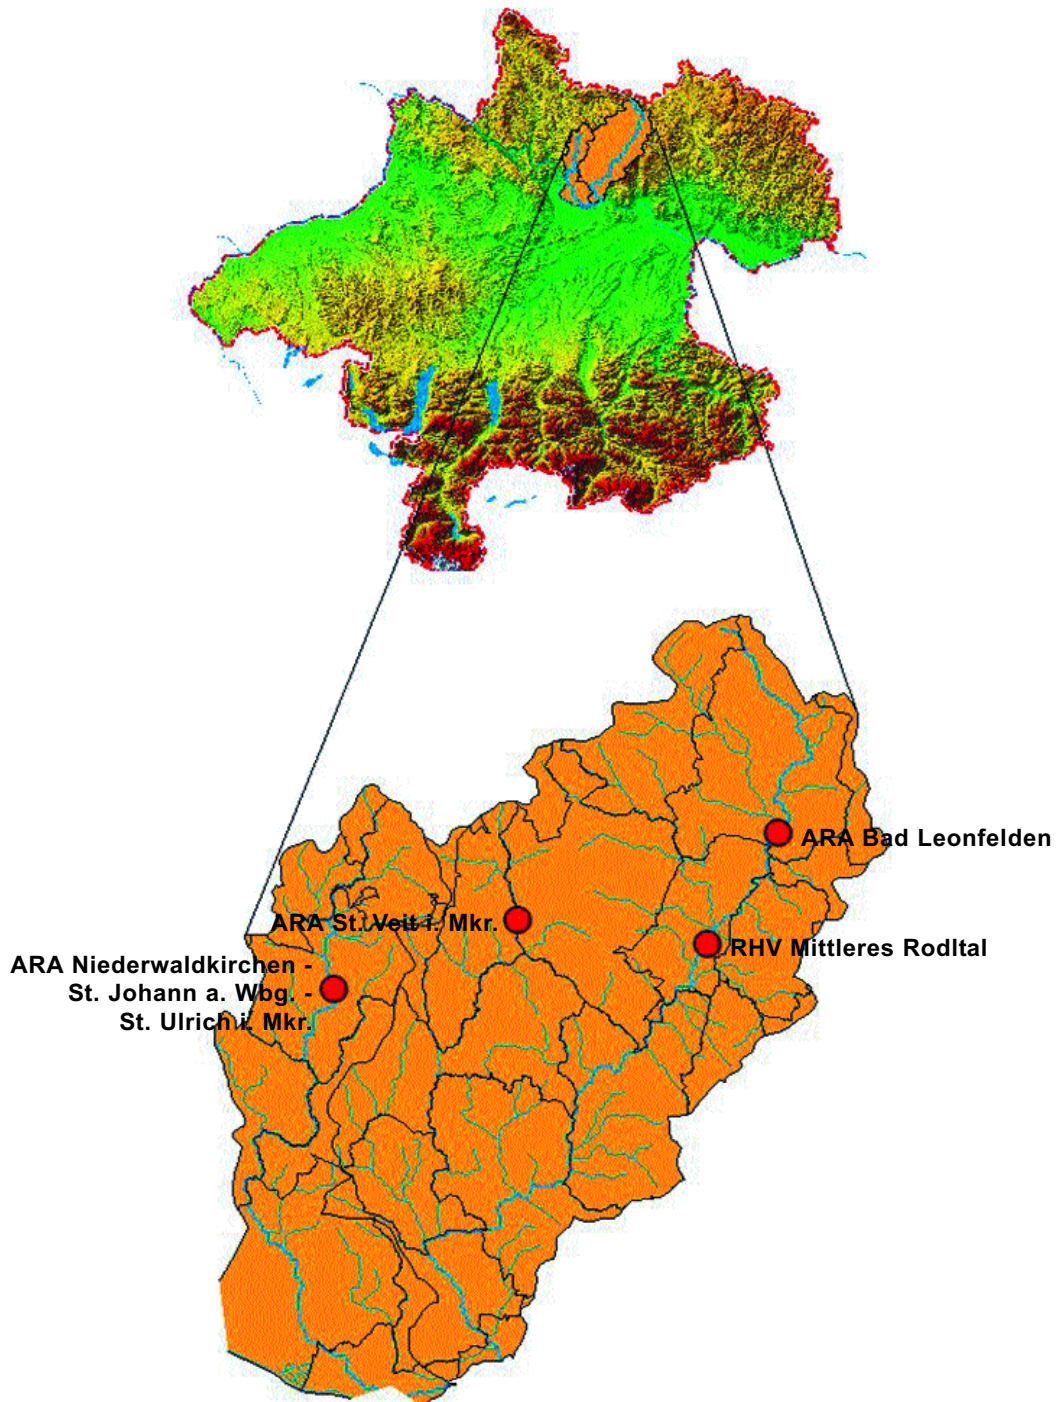 ARA Bad Leonfelden
ARA St. Veit i. Mkr.
RHV Mittleres Rodltal
ARA Niederwaldkirchen -
St. Johann a. Wbg. -
St. Ulrich i. Mkr.